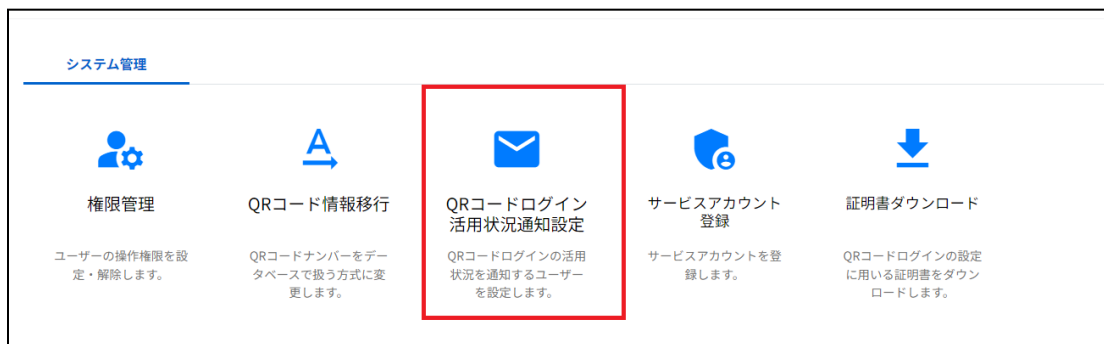 システム管理
権限管理
ユーザーの操作権限を設
定・解除します。
QRコード情報移行
QRコードナンバーをデー
タベースで扱う方式に変
更します。
QRコードログイン
活用状況通知設定
QRコードログインの活用
状況を通知するユーザー
を設定します。
サービスアカウント
登録
サービスアカウントを登
録します。
証明書ダウンロード
QRコードログインの設定
に用いる証明書をダウン
ロードします。